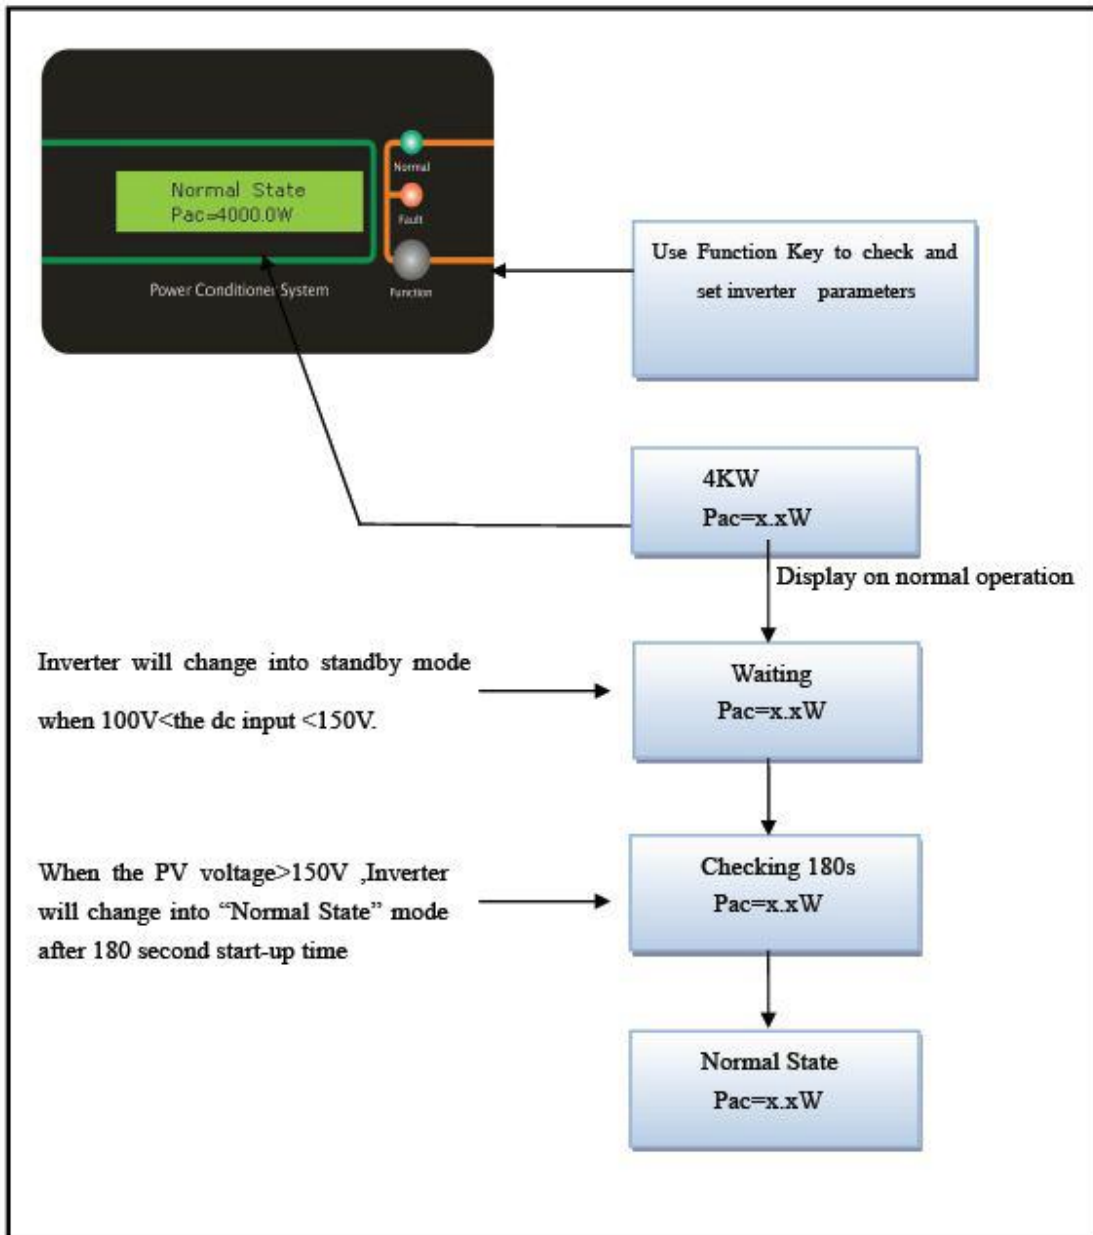 Normal State
Pac=4000.0W
Normal
Fault
Function
Power Conditioner System
Use Function Key to check and
set inverter parameters
4KW
Pac=x.xW
Display on normal operation
Inverter will change into standby mode
when 100V<the dc input <150V.
Waiting
Pac=x.xW
When the PV voltage>150V ,Inverter
will change into “Normal State” mode
after 180 second start-up time
Checking 180s
Pac=x.xW
Normal State
Pac=x.xW